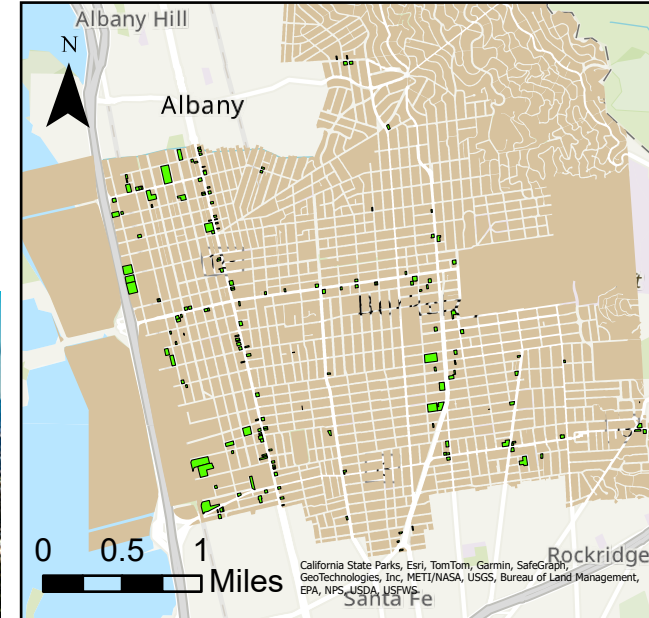 Albany Hill
N
Albany
Rockridge
0 0.5 1
Miles
California State Parks, Esri, TomTom, Garmin, SafeGraph,
GeoTechnologies, Inc, METI/NASA, USGS, Bureau of Land Management,
EPA, NPS, USDA, USFWS
Santa Fe